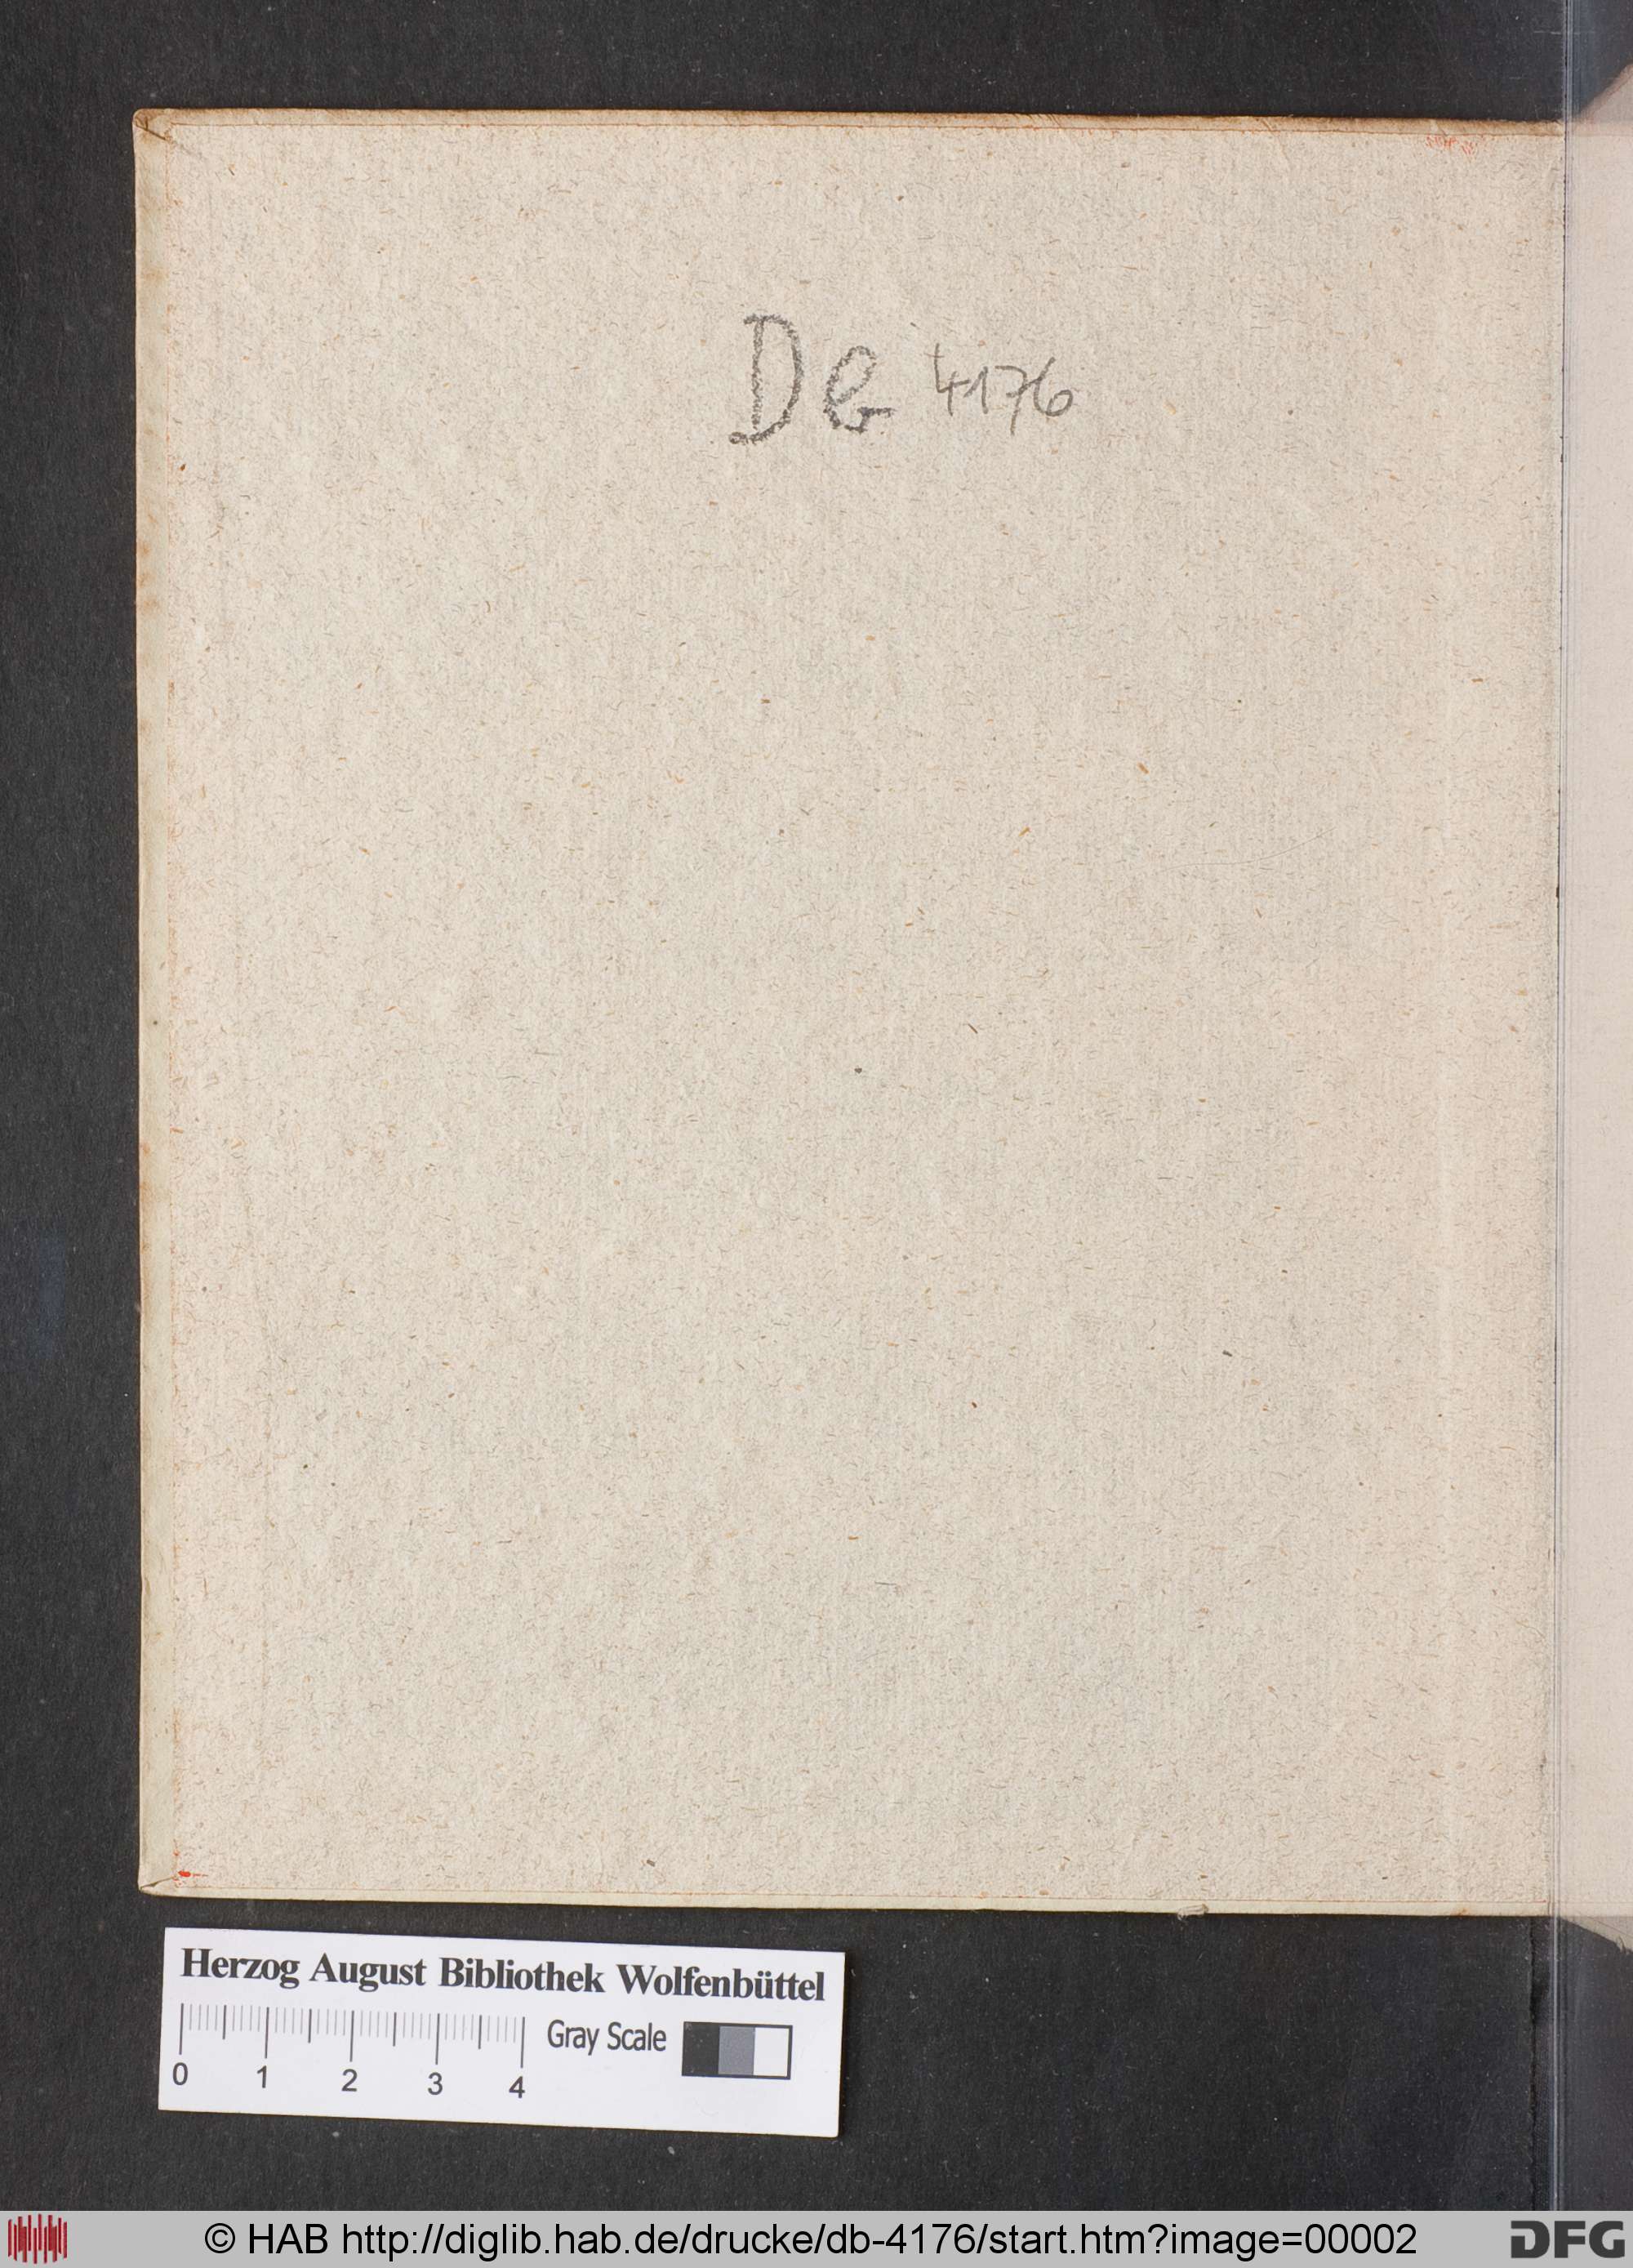 Db 4176
Herzog August Bibliothek Wolfenbüttel
Gray Scale
0 1 2 3 4
© HAB http://diglib.hab.de/drucke/db-4176/start.htm?image=00002
DFG